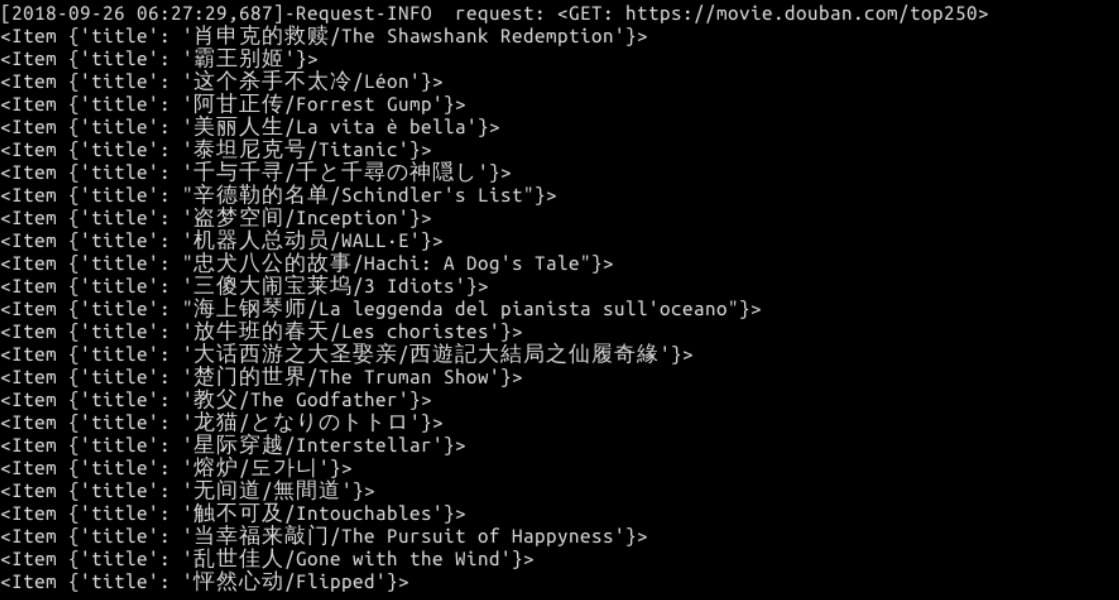 [2018-09-26 06:27:29,687]-Request-INFO  request: <GET: https://movie.douban.com/top250>
<Item {'title': '肖申克的救赎/The Shawshank Redemption'}>
<Item {'title': '霸王别姬'}>
<Item {'title': '这个杀手不太冷/Léon'}>
<Item {'title': '阿甘正传/Forrest Gump'}>
<Item {'title': '美丽人生/La vita è bella'}>
<Item {'title': '泰坦尼克号/Titanic'}>
<Item {'title': '千与千寻/千と千尋の神隠し'}>
<Item {'title': "辛德勒的名单/Schindler's List"}>
<Item {'title': '盗梦空间/Inception'}>
<Item {'title': '机器人总动员/WALL·E'}>
<Item {'title': "忠犬八公的故事/Hachi: A Dog's Tale"}>
<Item {'title': '三傻大闹宝莱坞/3 Idiots'}>
<Item {'title': "海上钢琴师/La leggenda del pianista sull'oceano"}>
<Item {'title': '放牛班的春天/Les choristes'}>
<Item {'title': '大话西游之大圣娶亲/西遊記大結局之仙履奇緣'}>
<Item {'title': '楚门的世界/The Truman Show'}>
<Item {'title': '教父/The Godfather'}>
<Item {'title': '龙猫/となりのトトロ'}>
<Item {'title': '星际穿越/Interstellar'}>
<Item {'title': '熔炉/도가니'}>
<Item {'title': '无间道/無間道'}>
<Item {'title': '触不可及/Intouchables'}>
<Item {'title': '当幸福来敲门/The Pursuit of Happyness'}>
<Item {'title': '乱世佳人/Gone with the Wind'}>
<Item {'title': '怦然心动/Flipped'}>